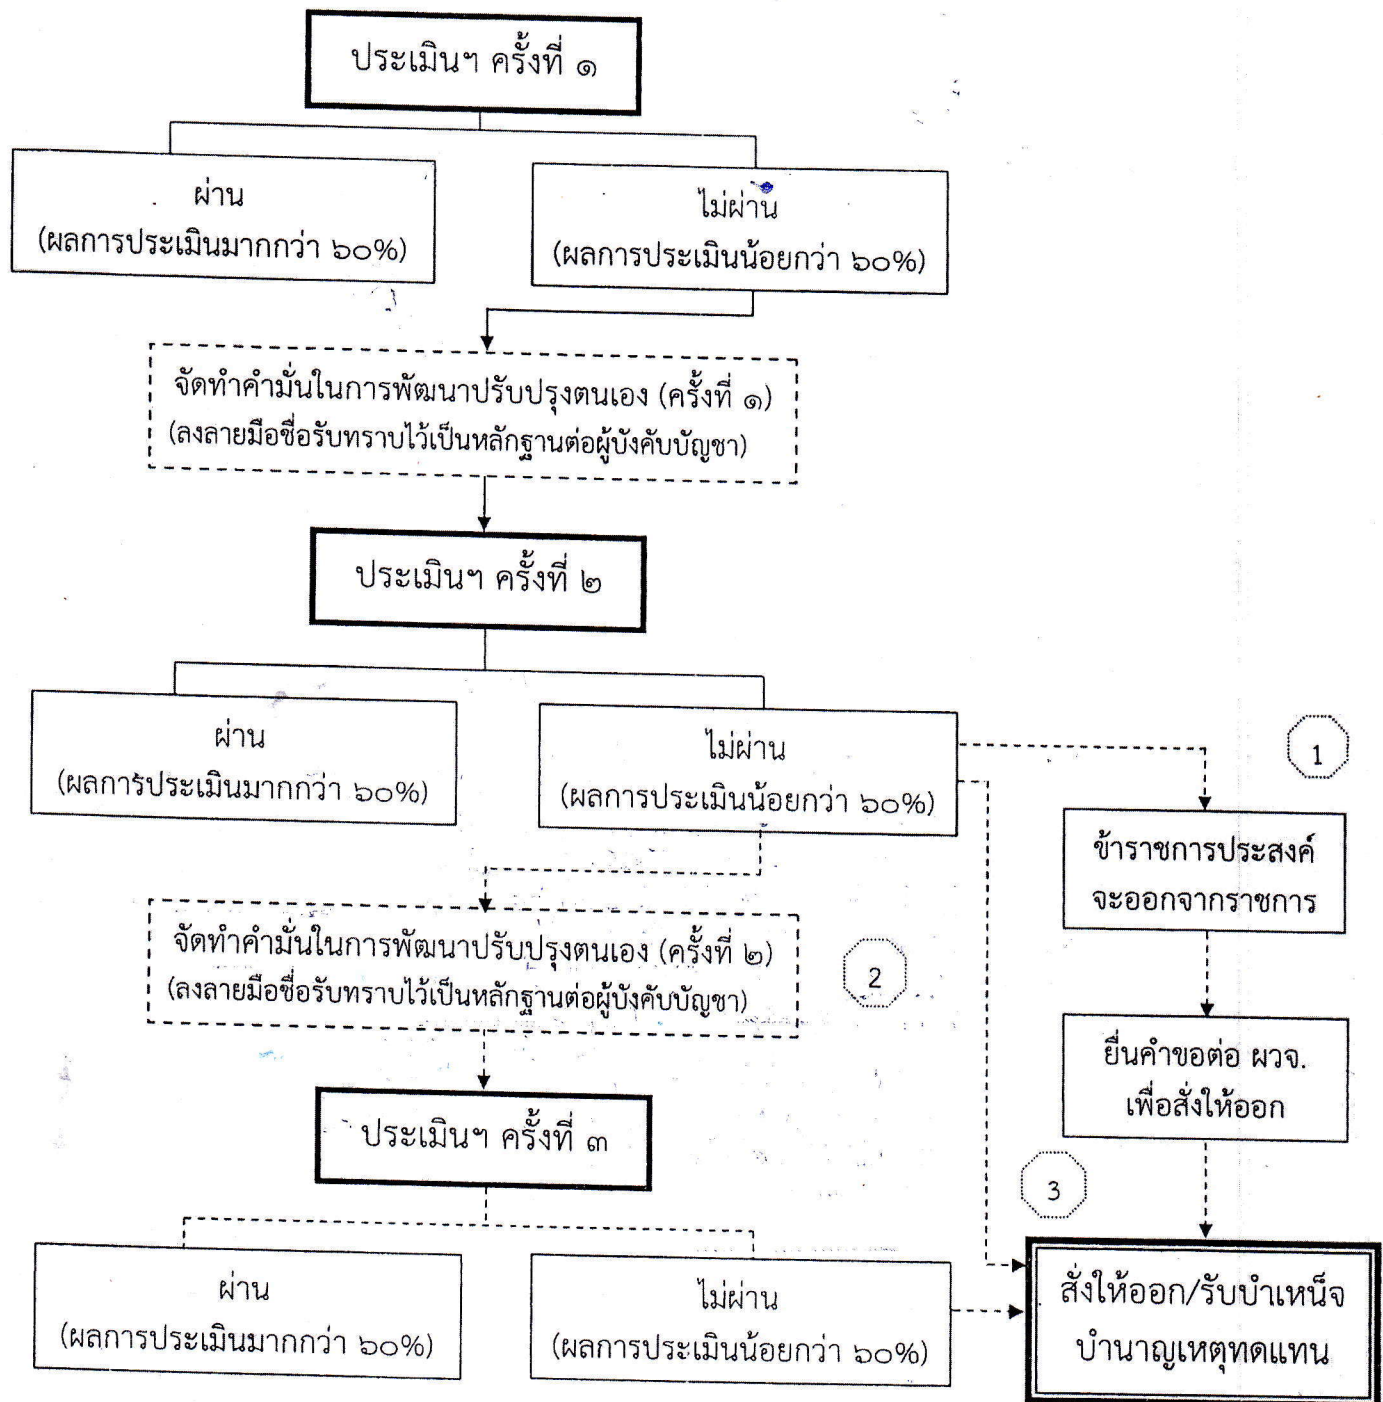 ประเมินฯ ครั้งที่ ๑
ผ่าน
(ผลการประเมินมากกว่า ๖๐%)
ไม่ผ่าน
(ผลการประเมินน้อยกว่า ๖๐%)
จัดทำคำมั่นในการพัฒนาปรับปรุงตนเอง (ครั้งที่ ๑)
(ลงลายมือชื่อรับทราบไว้เป็นหลักฐานต่อผู้บังคับบัญชา)
ประเมินฯ ครั้งที่ ๒
ผ่าน
(ผลการประเมินมากกว่า ๖๐%)
ไม่ผ่าน
(ผลการประเมินน้อยกว่า ๖๐%)
1
ข้าราชการประสงค์
จะออกจากราชการ
จัดทำคำมั่นในการพัฒนาปรับปรุงตนเอง (ครั้งที่ ๒)
(ลงลายมือชื่อรับทราบไว้เป็นหลักฐานต่อผู้บังคับบัญชา)
2
ยื่นคำขอต่อ ผวจ.
เพื่อสั่งให้ออก
ประเมินฯ ครั้งที่ ๓
3
ผ่าน
(ผลการประเมินมากกว่า ๖๐%)
ไม่ผ่าน
(ผลการประเมินน้อยกว่า ๖๐%)
สั่งให้ออก/รับบำเหน็จ
บำนาญเหตุทดแทน